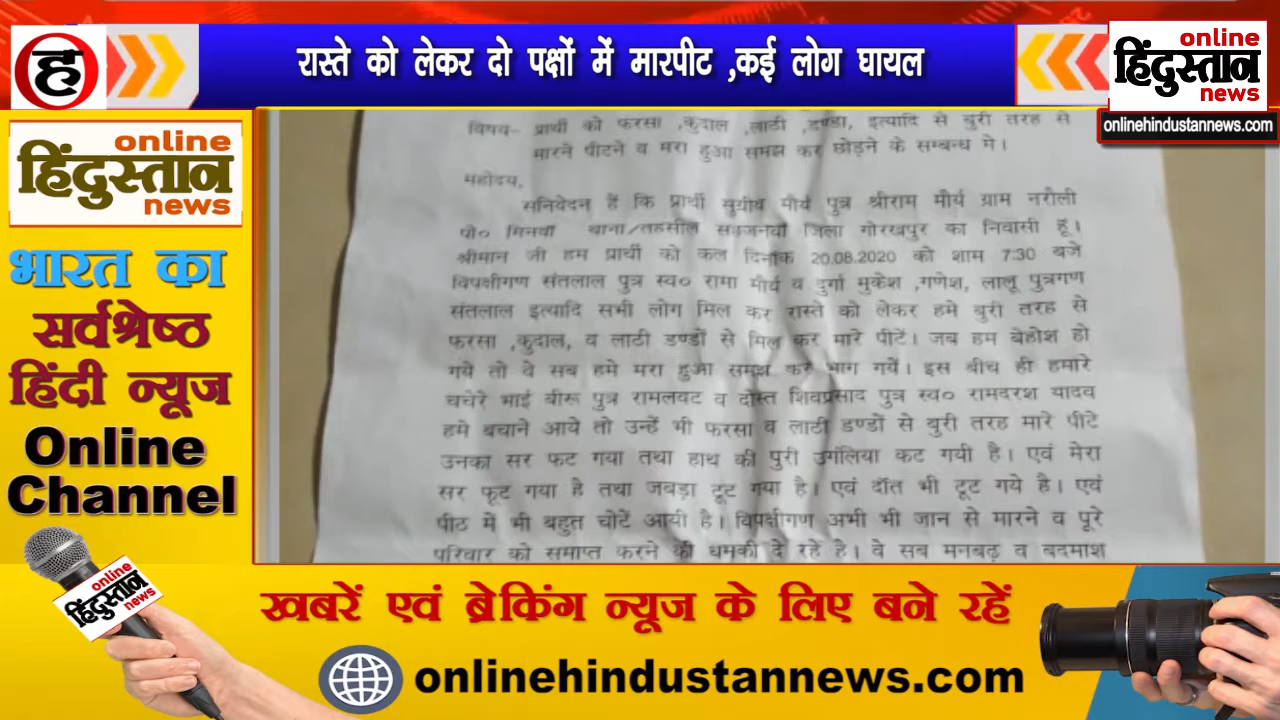 ह
रास्ते को लेकर दो पक्षों में मारपीट ,कई लोग घायल
online
हिंदुस्तान
news
onlinehindustannews.com
online
हिंदुस्तान
news
भारत का
सर्वश्रेष्ठ
हिंदी न्यूज
Online
Channel
विषय- प्रार्थी को फरसा ,कुदाल ,लाठी ,डण्डा, इत्यादि से बुरी तरह से
मारने पीटने व मरा हुआ समझ कर छोड़ने के सम्बन्ध मे।
महोदय,
सनिवेदन हैं कि प्रार्थी सुग्रीव मौर्य पुत्र श्रीराम मौर्य ग्राम नरौली
पो० मिनवा थाना/तहसील सहजनवा जिला गोरखपुर का निवासी हूं।
श्रीमान जी हम प्रार्थी को कल दिनांक 20.08.2020 को शाम 7:30 बजे
विपक्षीगण संतलाल पुत्र स्व० रामा मौर्य व दुर्गा मुकेश ,गणेश, लालू पुत्रगण
संतलाल इत्यादि सभी लोग मिल कर रास्ते को लेकर हमे बुरी तरह से
फरसा ,कुदाल, व लाठी डण्डों से मिल कर मारे पीटें। जब हम बेहोश हो
गये तो वे सब हमे मरा हुआ समझ कर भाग गयें। इस बीच ही हमारे
चचेरे भाई बीरू पुत्र रामलवट व दोस्त शिवप्रसाद पुत्र स्व० रामदरश यादव
हमे बचाने आये तो उन्हें भी फरसा व लाटी डण्डों से बुरी तरह मारे पीटे
उनका सर फट गया तथा हाथ की पुरी उगंलिया कट गयी है। एवं मेरा
सर फूट गया है तथा जबड़ा टूट गया है। एवं दॉत भी टूट गये है। एवं
पीठ में भी बहुत चोटें आयी है। विपक्षीगण अभी भी जान से मारने व पूरे
परिवार को समाप्त करने की धमकी दे रहे है। वे सब मनबढ़ व बदमाश
online
हिंदुस्तान
news
खबरें एवं ब्रेकिंग न्यूज के लिए बने रहें
onlinehindustannews.com